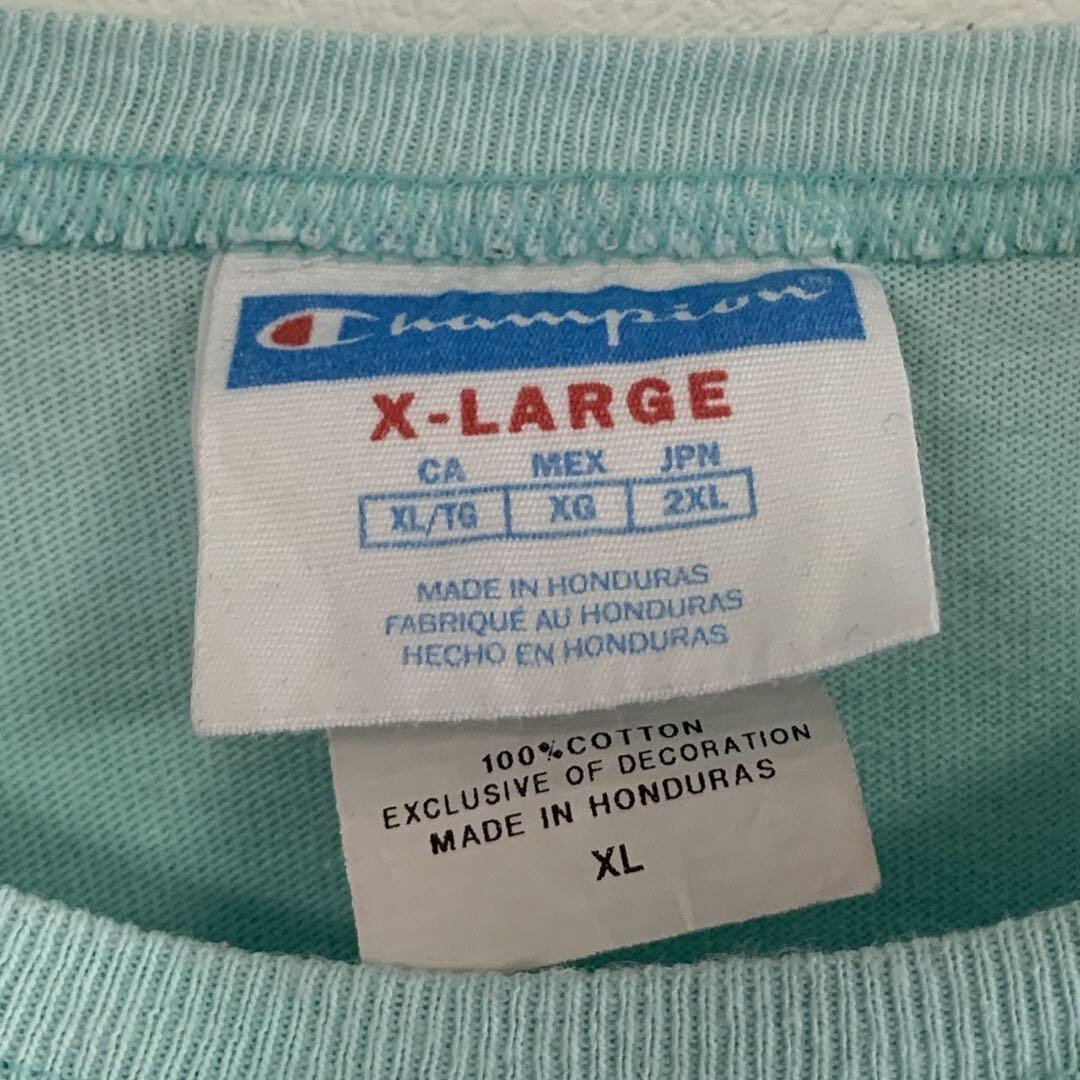 Champion®
X-LARGE
CA MEX JPN
XL/TG XG 2XL
MADE IN HONDURAS
FABRIQUÉ AU HONDURAS
HECHO EN HONDURAS
100% COTTON
EXCLUSIVE OF DECORATION
MADE IN HONDURAS
XL